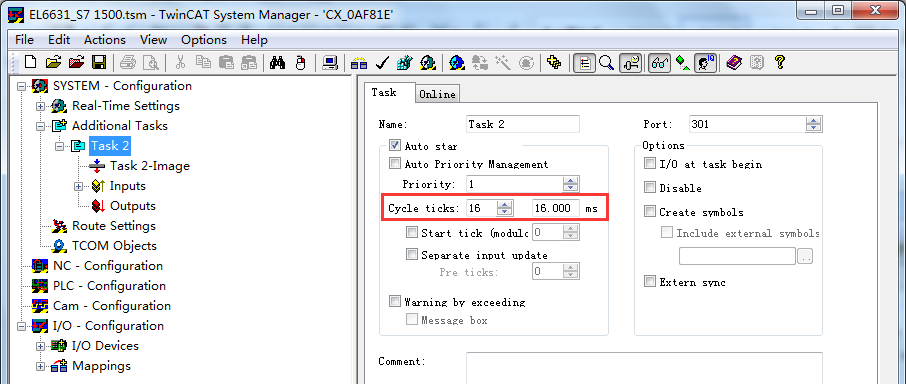 EL6631_S7 1500.tsm - TwinCAT System Manager - 'CX_0AF81E'
File Edit Actions View Options Help
SYSTEM - Configuration
Real-Time Settings
Additional Tasks
Task 2
Task 2-Image
Inputs
Outputs
Route Settings
TCOM Objects
NC - Configuration
PLC - Configuration
Cam - Configuration
I/O - Configuration
I/O Devices
Mappings
Task Online
Name: Task 2 Port: 301
Auto star
Auto Priority Management
Priority: 1
Cycle ticks: 16 16.000 ms
Start tick (modulo 0
Separate input update
Pre ticks: 0
Warning by exceeding
Message box
Options
I/O at task begin
Disable
Create symbols
Include external symbols
...
Extern sync
Comment: